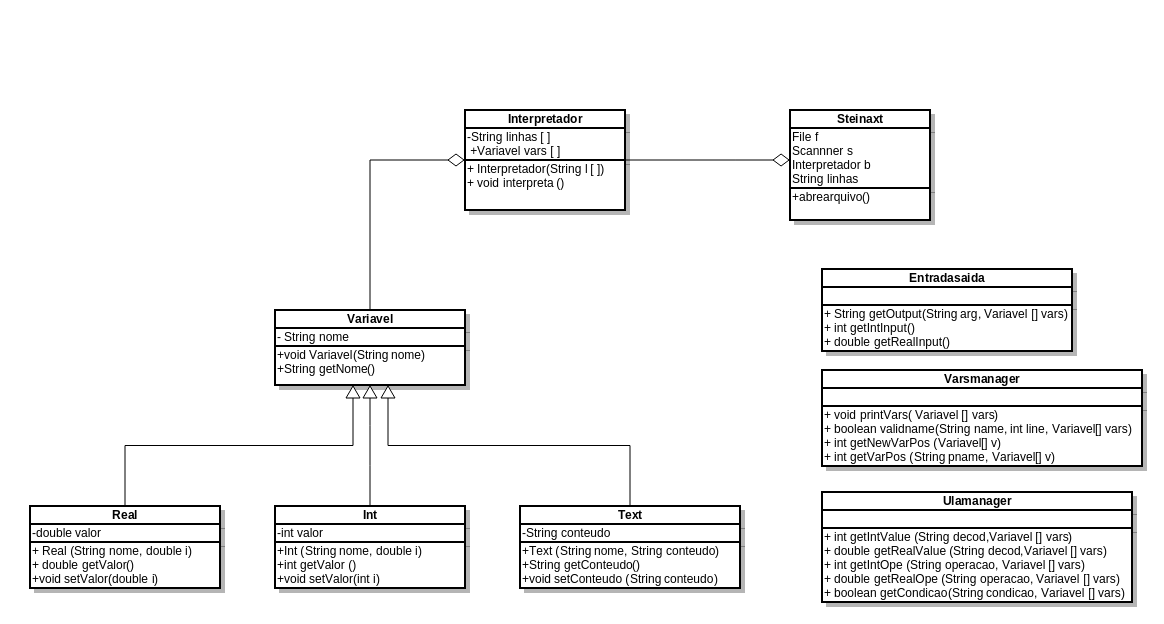 Interpretador
-String linhas [ ]
+Variavel vars [ ]
+ Interpretador(String l [ ])
+ void interpreta ()
Steinaxt
File f
Scannner s
Interpretador b
String linhas
+abrearquivo()
Entradasaida
+ String getOutput(String arg, Variavel [] vars)
+ int getIntInput()
+ double getRealInput()
Variavel
- String nome
+void Variavel(String nome)
+String getNome()
Varsmanager
+ void printVars( Variavel [] vars)
+ boolean validname(String name, int line, Variavel[] vars)
+ int getNewVarPos (Variavel[] v)
+ int getVarPos (String pname, Variavel[] v)
Real
-double valor
+ Real (String nome, double i)
+ double getValor()
+void setValor(double i)
Int
-int valor
+Int (String nome, double i)
+int getValor ()
+void setValor(int i)
Text
-String conteudo
+Text (String nome, String conteudo)
+String getConteudo()
+void setConteudo (String conteudo)
Ulamanager
+ int getIntValue (String decod,Variavel [] vars)
+ double getRealValue (String decod,Variavel [] vars)
+ int getIntOpe (String operacao, Variavel [] vars)
+ double getRealOpe (String operacao, Variavel [] vars)
+ boolean getCondicao(String condicao, Variavel [] vars)